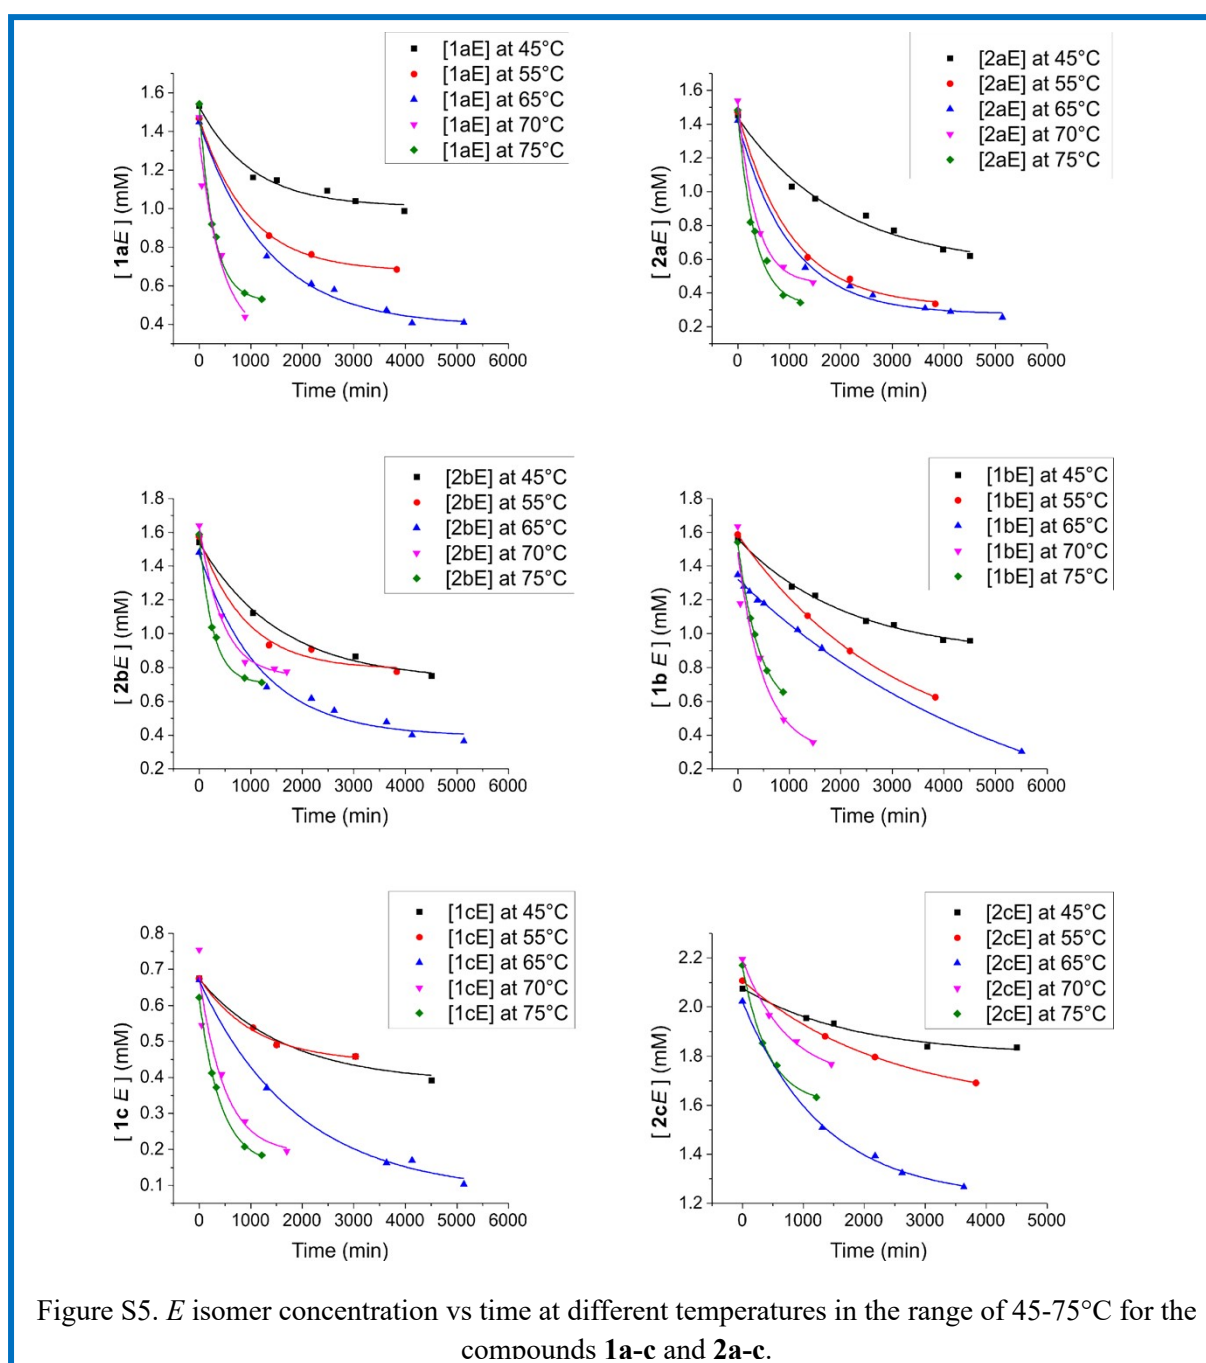 [1aE] at 45°C
[1aE] at 55°C
[1aE] at 65°C
[1aE] at 70°C
[1aE] at 75°C
[ 1aE ] (mM)
1.6
1.4
1.2
1.0
0.8
0.6
0.4
0 1000 2000 3000 4000 5000 6000
Time (min)
[2aE] at 45°C
[2aE] at 55°C
[2aE] at 65°C
[2aE] at 70°C
[2aE] at 75°C
[ 2aE ] (mM)
1.6
1.4
1.2
1.0
0.8
0.6
0.4
0.2
0 1000 2000 3000 4000 5000 6000
Time (min)
[2bE] at 45°C
[2bE] at 55°C
[2bE] at 65°C
[2bE] at 70°C
[2bE] at 75°C
[ 2bE ] (mM)
1.8
1.6
1.4
1.2
1.0
0.8
0.6
0.4
0.2
0 1000 2000 3000 4000 5000 6000
Time (min)
[1bE] at 45°C
[1bE] at 55°C
[1bE] at 65°C
[1bE] at 70°C
[1bE] at 75°C
[ 1b E ] (mM)
1.8
1.6
1.4
1.2
1.0
0.8
0.6
0.4
0.2
0 1000 2000 3000 4000 5000 6000
Time (min)
[1cE] at 45°C
[1cE] at 55°C
[1cE] at 65°C
[1cE] at 70°C
[1cE] at 75°C
[ 1c E ] (mM)
0.8
0.7
0.6
0.5
0.4
0.3
0.2
0.1
0 1000 2000 3000 4000 5000 6000
Time (min)
[2cE] at 45°C
[2cE] at 55°C
[2cE] at 65°C
[2cE] at 70°C
[2cE] at 75°C
[ 2cE ] (mM)
2.2
2.0
1.8
1.6
1.4
1.2
0 1000 2000 3000 4000 5000
Time (min)
Figure S5. E isomer concentration vs time at different temperatures in the range of 45-75°C for the
compounds 1a-c and 2a-c.